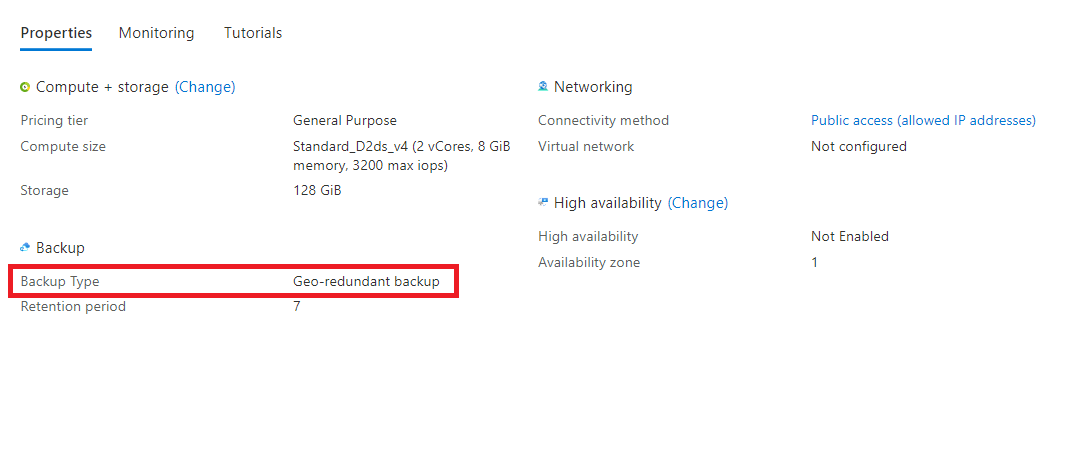 Properties Monitoring Tutorials
Compute + storage (Change)
Pricing tier General Purpose
Compute size Standard_D2ds_v4 (2 vCores, 8 GiB
memory, 3200 max iops)
Storage 128 GiB
Backup
Backup Type Geo-redundant backup
Retention period 7
Networking
Connectivity method Public access (allowed IP addresses)
Virtual network Not configured
High availability (Change)
High availability Not Enabled
Availability zone 1